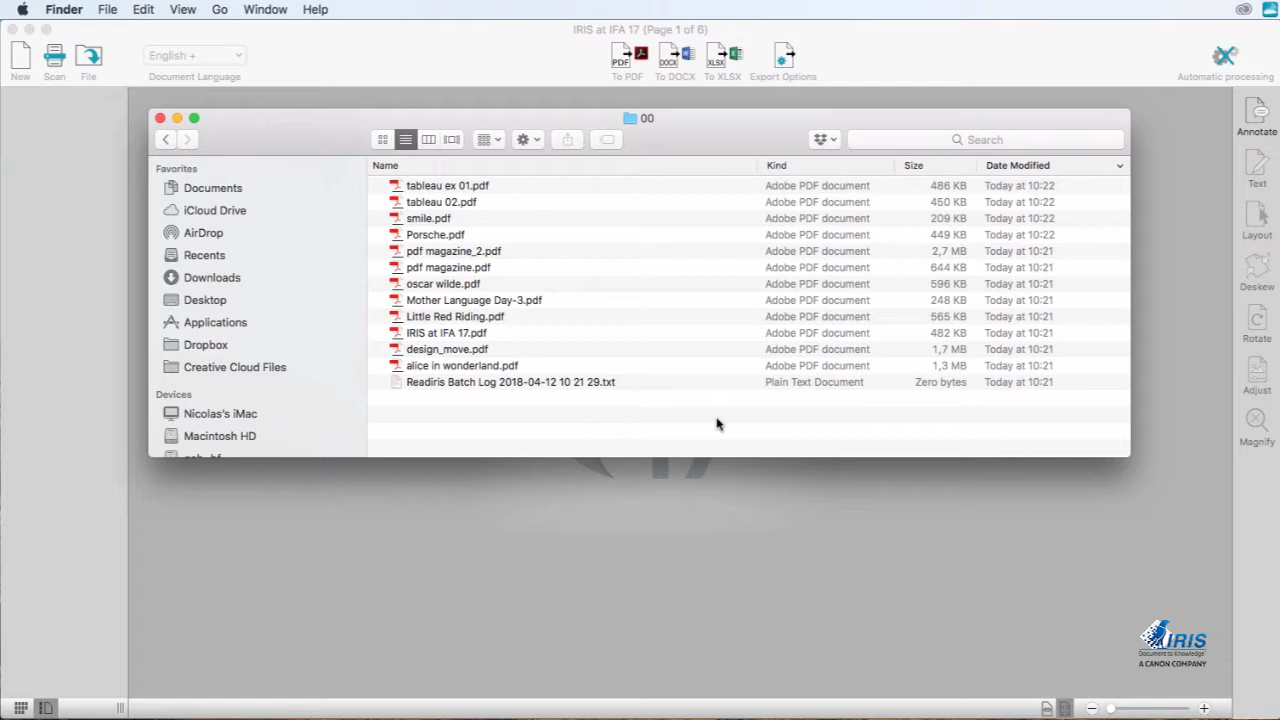 Finder File Edit View Go Window Help
IRIS at IFA 17 (Page 1 of 6)
English +
PDF DOCX XLSX
New Scan File Document Language To PDF To DOCX To XLSX Export Options Automatic processing
00
Search
Favorites
Documents
iCloud Drive
AirDrop
Recents
Downloads
Desktop
Applications
Dropbox
Creative Cloud Files
Devices
Nicolas's iMac
Macintosh HD
Name Kind Size Date Modified
tableau ex 01.pdf Adobe PDF document 486 KB Today at 10:22
tableau 02.pdf Adobe PDF document 450 KB Today at 10:22
smile.pdf Adobe PDF document 209 KB Today at 10:22
Porsche.pdf Adobe PDF document 449 KB Today at 10:22
pdf magazine_2.pdf Adobe PDF document 2,7 MB Today at 10:21
pdf magazine.pdf Adobe PDF document 644 KB Today at 10:21
oscar wilde.pdf Adobe PDF document 596 KB Today at 10:21
Mother Language Day-3.pdf Adobe PDF document 248 KB Today at 10:21
Little Red Riding.pdf Adobe PDF document 565 KB Today at 10:21
IRIS at IFA 17.pdf Adobe PDF document 482 KB Today at 10:21
design_move.pdf Adobe PDF document 1,7 MB Today at 10:21
alice in wonderland.pdf Adobe PDF document 1,3 MB Today at 10:21
Readiris Batch Log 2018-04-12 10 21 29.txt Plain Text Document Zero bytes Today at 10:21
Annotate
Text
Layout
Deskew
Rotate
Adjust
Magnify
IRIS
Document to Knowledge
A CANON COMPANY